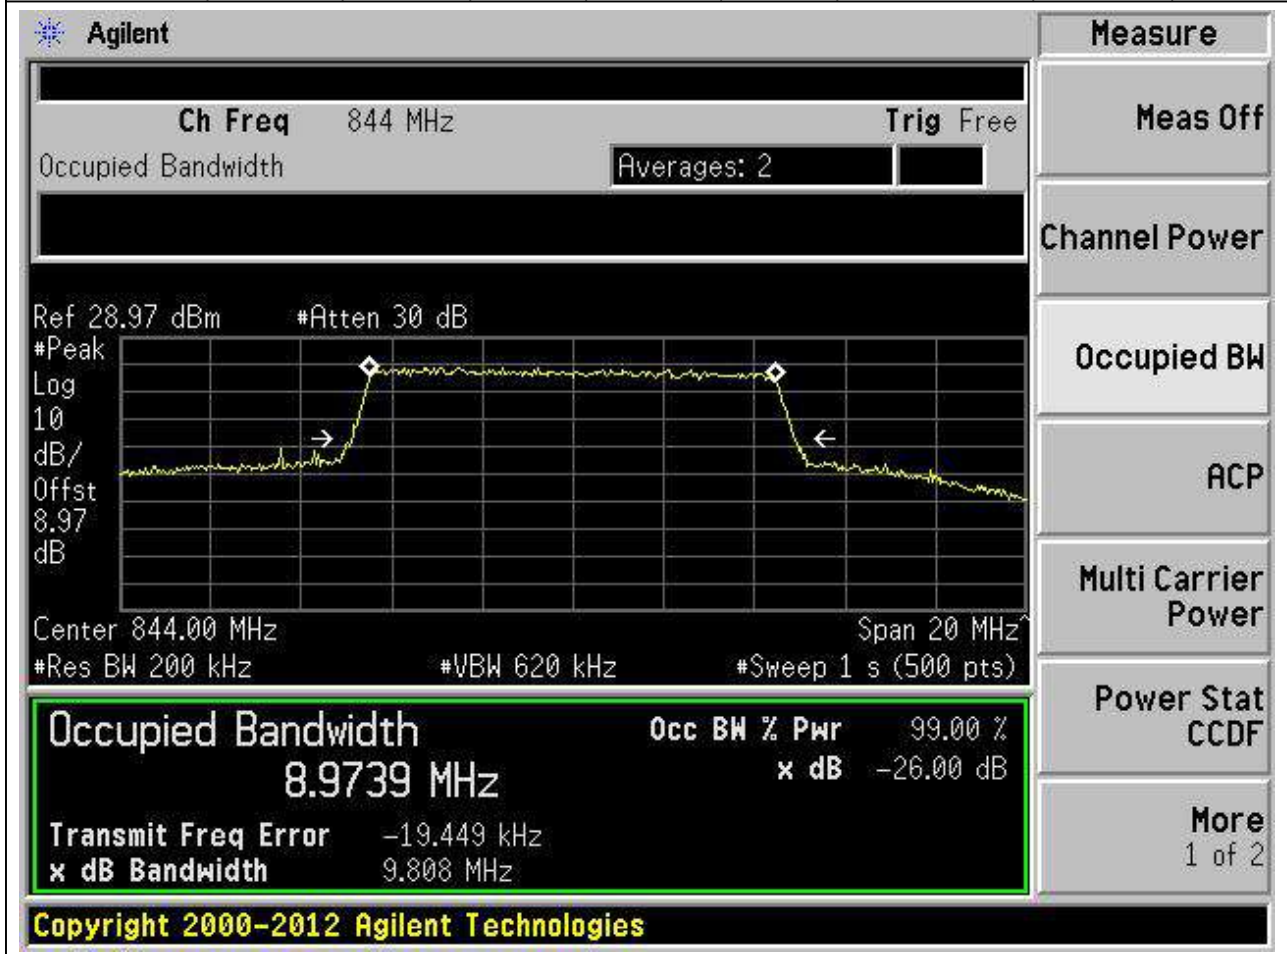 Agilent
Measure
Ch Freq 844 MHz Trig Free
Occupied Bandwidth Averages: 2
Ref 28.97 dBm #Atten 30 dB
#Peak
Log
10
dB/
Offst
8.97
dB
Center 844.00 MHz Span 20 MHz^
#Res BW 200 kHz #VBW 620 kHz #Sweep 1 s (500 pts)
Occupied Bandwidth Occ BW % Pwr 99.00 %
8.9739 MHz x dB -26.00 dB
Transmit Freq Error -19.449 kHz
x dB Bandwidth 9.808 MHz
Meas Off
Channel Power
Occupied BW
ACP
Multi Carrier
Power
Power Stat
CCDF
More
1 of 2
Copyright 2000-2012 Agilent Technologies